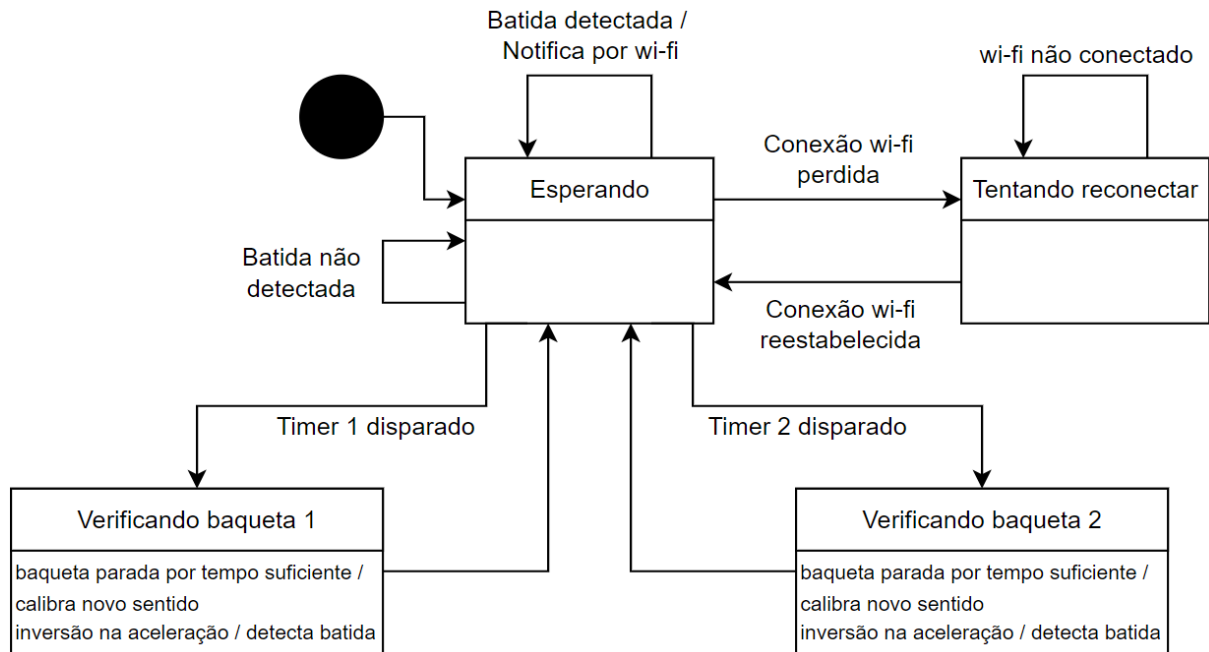 Batida detectada /
Notifica por wi-fi
wi-fi não conectado
Esperando
Conexão wi-fi
perdida
Tentando reconectar
Batida não
detectada
Conexão wi-fi
reestabelecida
Timer 1 disparado
Timer 2 disparado
Verificando baqueta 1
baqueta parada por tempo suficiente /
calibra novo sentido
inversão na aceleração / detecta batida
Verificando baqueta 2
baqueta parada por tempo suficiente /
calibra novo sentido
inversão na aceleração / detecta batida